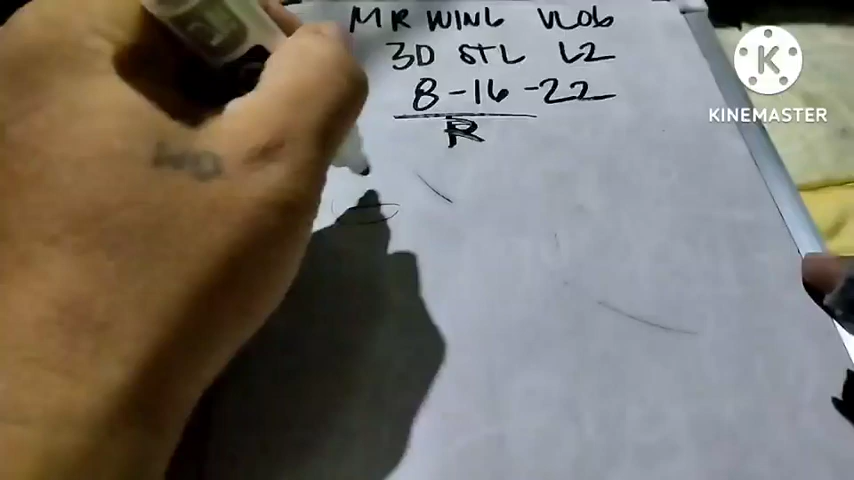 MR WING VLOG
3D STL L2
8-16-22
R
K
KINEMASTER